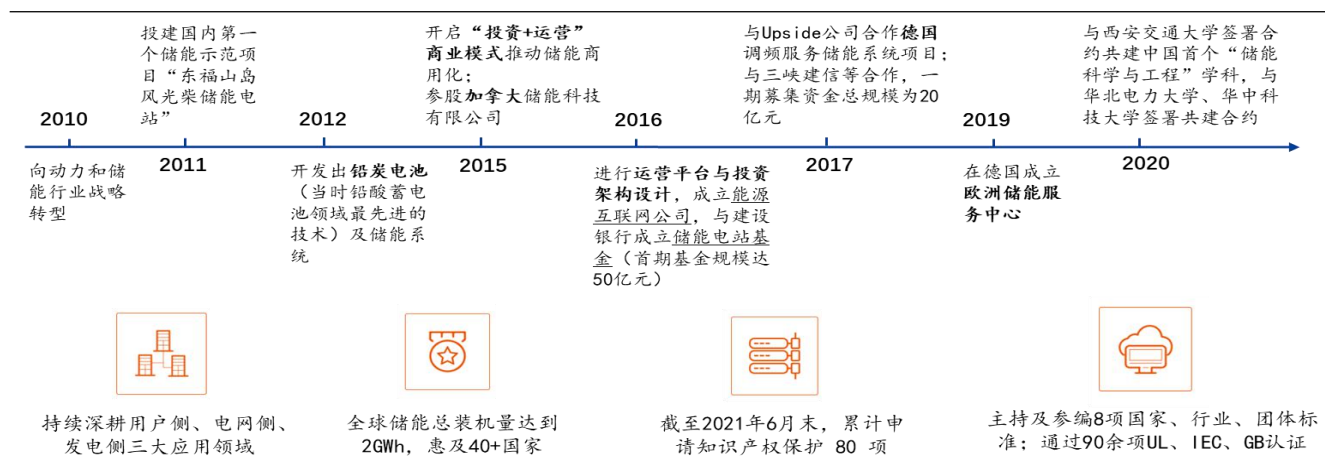 2010
向动力和储
能行业战略
转型
投建国内第一
个储能示范项
目“东福山岛
风光柴储能电
站”
2011
2012
开发出铅炭电池
（当时铅酸蓄电
池领域最先进的
技术）及储能系
统
开启“投资+运营”
商业模式推动储能商
用化；
参股加拿大储能科技
有限公司
2015
2016
进行运营平台与投资
架构设计，成立能源
互联网公司，与建设
银行成立储能电站基
金（首期基金规模达
50亿元）
与Upside公司合作德国
调频服务储能系统项目；
与三峡建信等合作，一
期募集资金总规模为20
亿元
2017
2019
在德国成立
欧洲储能服
务中心
与西安交通大学签署合
约共建中国首个“储能
科学与工程”学科，与
华北电力大学、华中科
技大学签署共建合约
2020
持续深耕用户侧、电网侧、
发电侧三大应用领域
全球储能总装机量达到
2GWh，惠及40+国家
截至2021年6月末，累计申
请知识产权保护 80 项
主持及参编8项国家、行业、团体标
准；通过90余项UL、IEC、GB认证